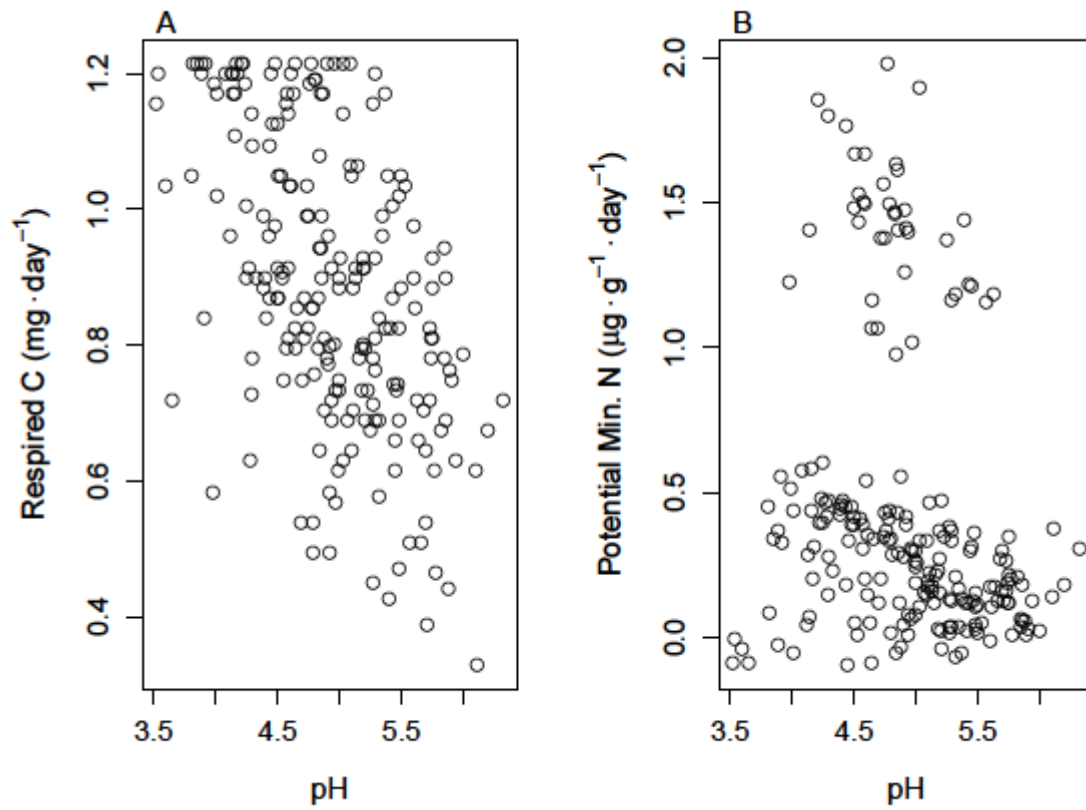 A
Respired C (mg · day⁻¹)
0.4 0.6 0.8 1.0 1.2
3.5 4.5 5.5
pH
B
Potential Min. N (μg · g⁻¹ · day⁻¹)
0.0 0.5 1.0 1.5 2.0
3.5 4.5 5.5
pH